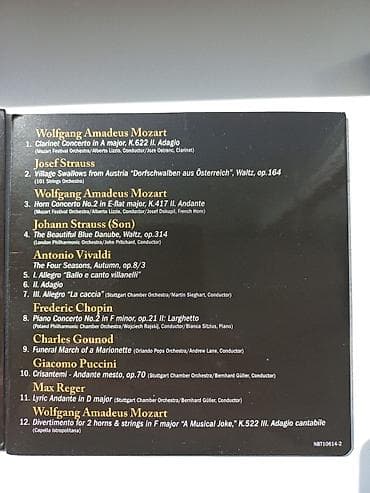 Wolfgang Amadeus Mozart
1. Clarinet Concerto in A major, K.622 II. Adagio
(Mozart Festival Orchestra/Alberto Lizzio, Conductor/Joze Ostranc, Clarinet)
Josef Strauss
2. Village Swallows from Austria "Dorfschwalben aus Österreich", Waltz, op.164
(101 Strings Orchestra)
Wolfgang Amadeus Mozart
3. Horn Concerto No.2 in E-flat major, K.417 II. Andante
(Mozart Festival Orchestra/Alberto Lizzio, Conductor/Josef Dokupil, French Horn)
Johann Strauss (Son)
4. The Beautiful Blue Danube, Waltz, op.314
(London Philharmonic Orchestra/John Pritchard, Conductor)
Antonio Vivaldi
The Four Seasons, Autumn, op.8/3
5. I. Allegro "Ballo e canto villanelli"
6. II. Adagio
7. III. Allegro "La caccia" (Stuttgart Chamber Orchestra/Martin Sieghart, Conductor)
Frederic Chopin
8. Piano Concerto No.2 in F minor, op.21 II: Larghetto
(Poland Philharmonic Chamber Orchestra/Wojciech Rajski, Conductor/Bianca Sitzius, Piano)
Charles Gounod
9. Funeral March of a Marionette (Orlando Pops Orchestra/Andrew Lane, Conductor)
Giacomo Puccini
10. Crisantemi - Andante mesto, op.70 (Stuttgart Chamber Orchestra/Bernhard Güller, Conductor)
Max Reger
11. Lyric Andante in D major (Stuttgart Chamber Orchestra/Bernhard Güller, Conductor)
Wolfgang Amadeus Mozart
12. Divertimento for 2 horns & strings in F major "A Musical Joke," K.522 III. Adagio cantabile
(Capella Istropolitana)
NBT10614-2